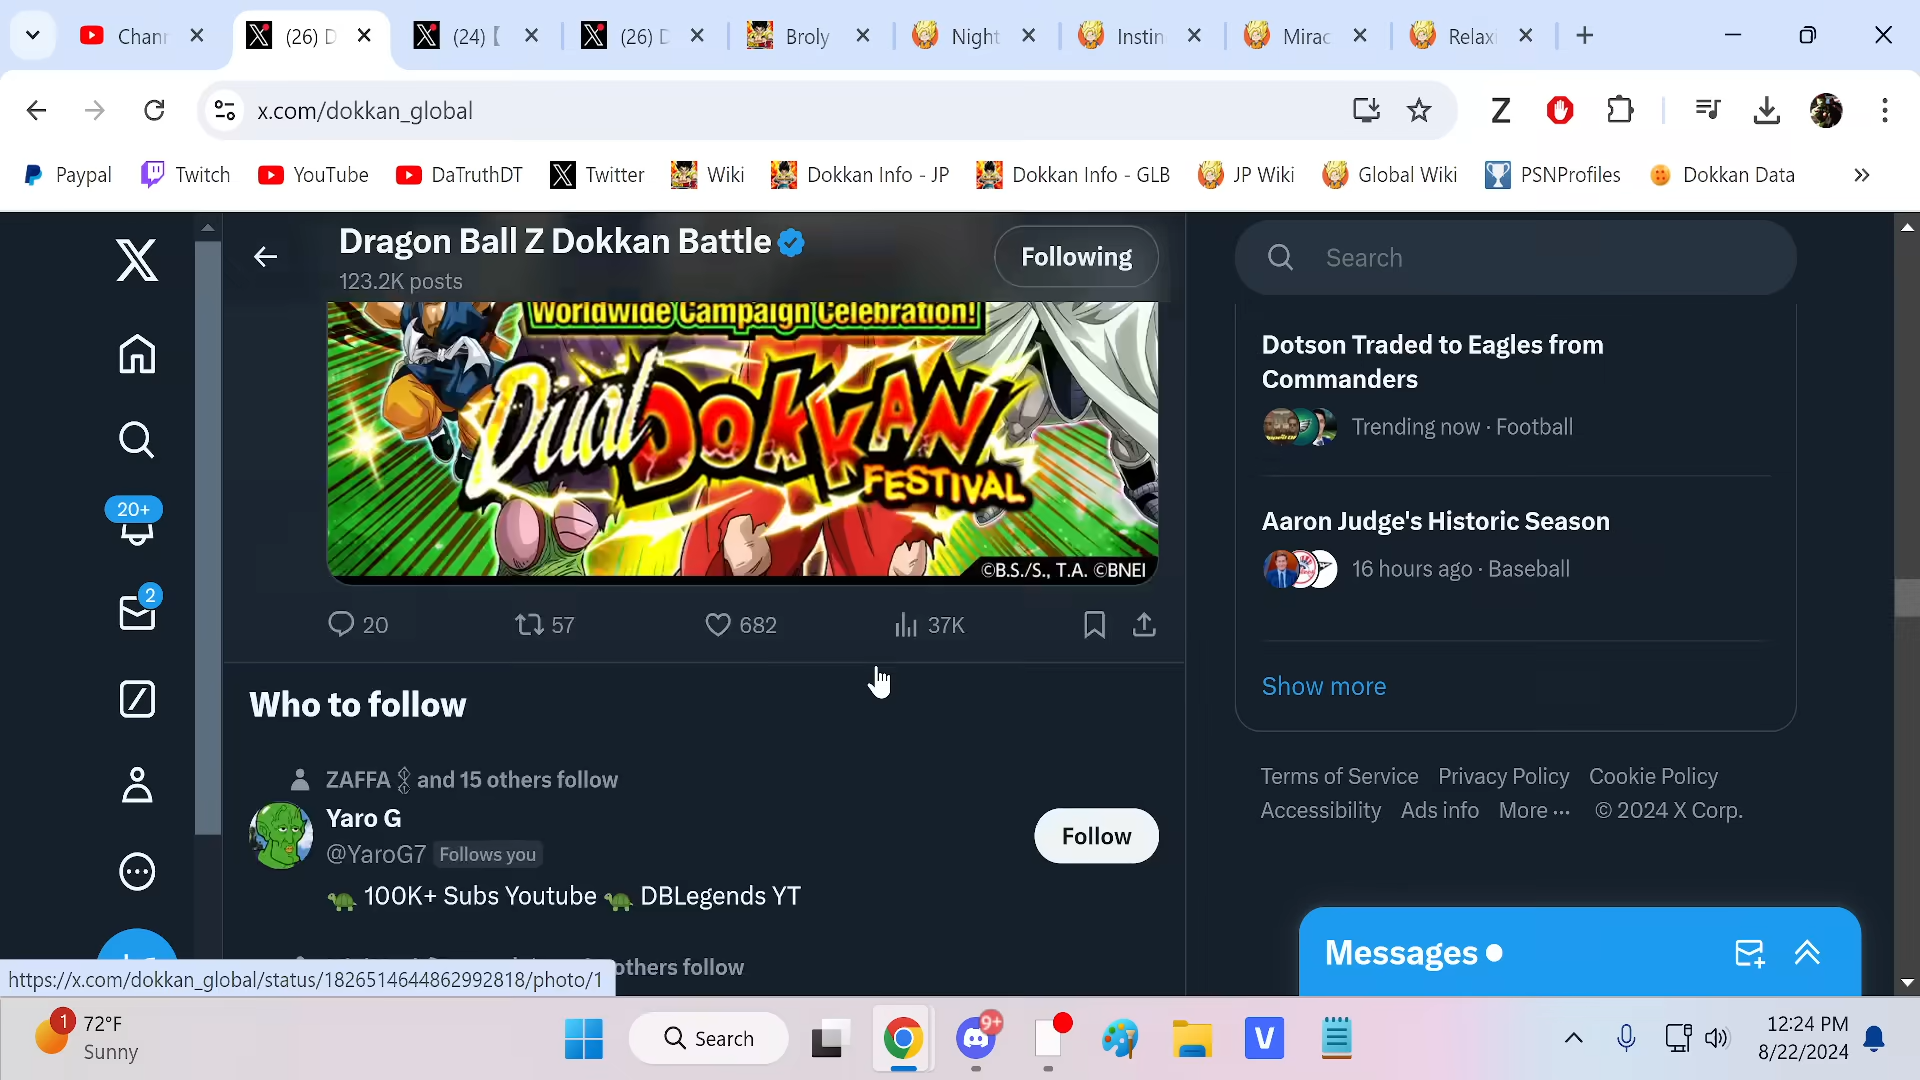 Chann
(26) D
(24) 【
(26) D
Broly
Night
Instin
Mirac
Relaxi
x.com/dokkan_global
Paypal
Twitch
YouTube
DaTruthDT
Twitter
Wiki
Dokkan Info - JP
Dokkan Info - GLB
JP Wiki
Global Wiki
PSNProfiles
Dokkan Data
Dragon Ball Z Dokkan Battle
123.2K posts
Following
Search
Worldwide Campaign Celebration!
Dual DOKKAN
FESTIVAL
©B.S./S., T.A. ©BNEI
20
57
682
37K
Who to follow
ZAFFA and 15 others follow
Yaro G
@YaroG7 Follows you
Follow
🐢 100K+ Subs Youtube 🐢 DBLegends YT
others follow
Dotson Traded to Eagles from
Commanders
Trending now · Football
Aaron Judge's Historic Season
16 hours ago · Baseball
Show more
Terms of Service Privacy Policy Cookie Policy
Accessibility Ads info More ··· © 2024 X Corp.
Messages
20+
2
https://x.com/dokkan_global/status/1826514644862992818/photo/1
1
72°F
Sunny
Search
9+
V
12:24 PM
8/22/2024